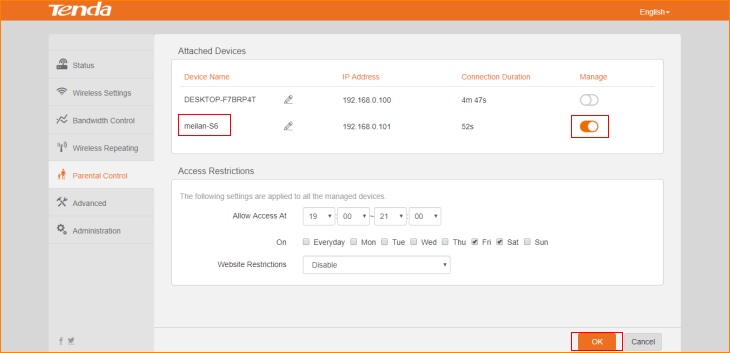 Tenda
English
Status
Wireless Settings
Bandwidth Control
Wireless Repeating
Parental Control
Advanced
Administration
Attached Devices
Device Name IP Address Connection Duration Manage
DESKTOP-F7BRP4T 192.168.0.100 4m 47s
meilan-S6 192.168.0.101 52s
Access Restrictions
The following settings are applied to all the managed devices.
Allow Access At 19 : 00 ~ 21 : 00
On Everyday Mon Tue Wed Thu Fri Sat Sun
Website Restrictions Disable
OK Cancel